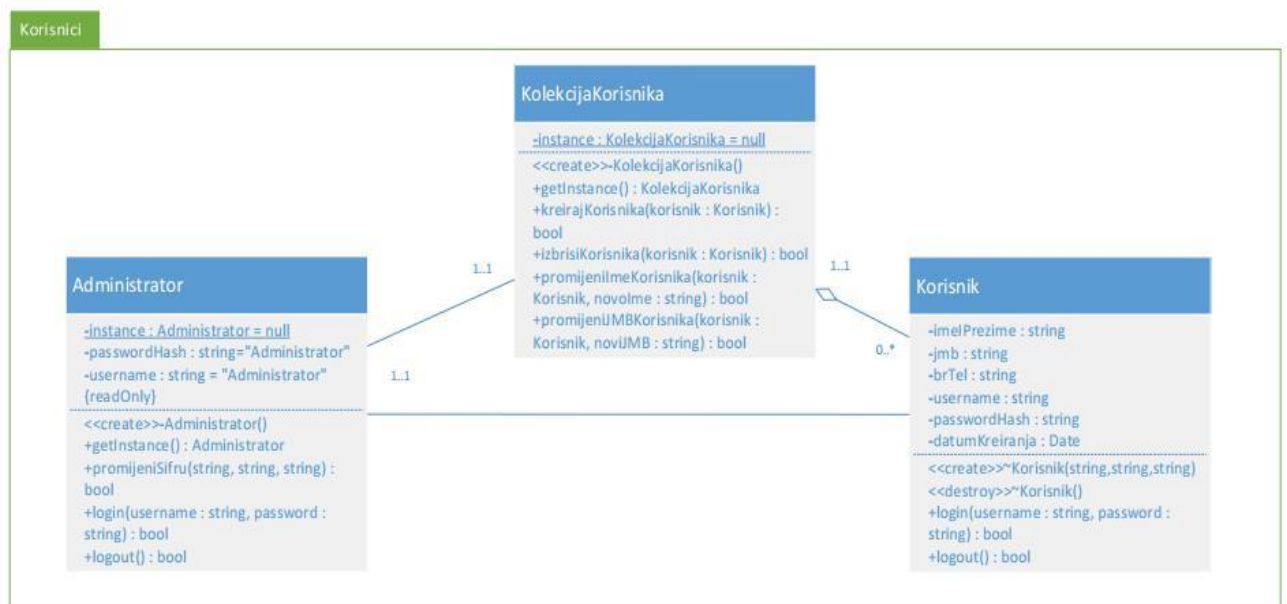 Korisnici
KolekcijaKorisnika
-instance : KolekcijaKorisnika = null
<<create>>-KolekcijaKorisnika()
+getInstance() : KolekcijaKorisnika
+kreirajKorisnika(korisnik : Korisnik) :
bool
+izbrisiKorisnika(korisnik : Korisnik) : bool
+promijeniImeKorisnika(korisnik :
Korisnik, novoIme : string) : bool
+promijeniJMBKorisnika(korisnik :
Korisnik, noviJMB : string) : bool
1..1
1..1
Administrator
-instance : Administrator = null
-passwordHash : string="Administrator"
-username : string = "Administrator"
{readOnly}
<<create>>-Administrator()
+getInstance() : Administrator
+promijeniSifru(string, string, string) :
bool
+login(username : string, password :
string) : bool
+logout() : bool
1..1
0..*
Korisnik
-imeIPrezime : string
-jmb : string
-brTel : string
-username : string
-passwordHash : string
-datumKreiranja : Date
<<create>>~Korisnik(string,string,string)
<<destroy>>~Korisnik()
+login(username : string, password :
string) : bool
+logout() : bool